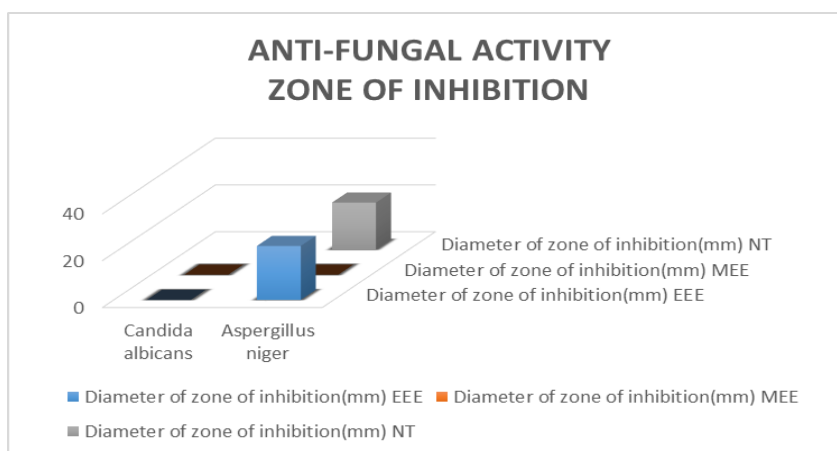 ANTI-FUNGAL ACTIVITY
ZONE OF INHIBITION
40
20
0
Diameter of zone of inhibition(mm) NT
Diameter of zone of inhibition(mm) MEE
Diameter of zone of inhibition(mm) EEE
Candida albicans
Aspergillus niger
Diameter of zone of inhibition(mm) EEE
Diameter of zone of inhibition(mm) MEE
Diameter of zone of inhibition(mm) NT